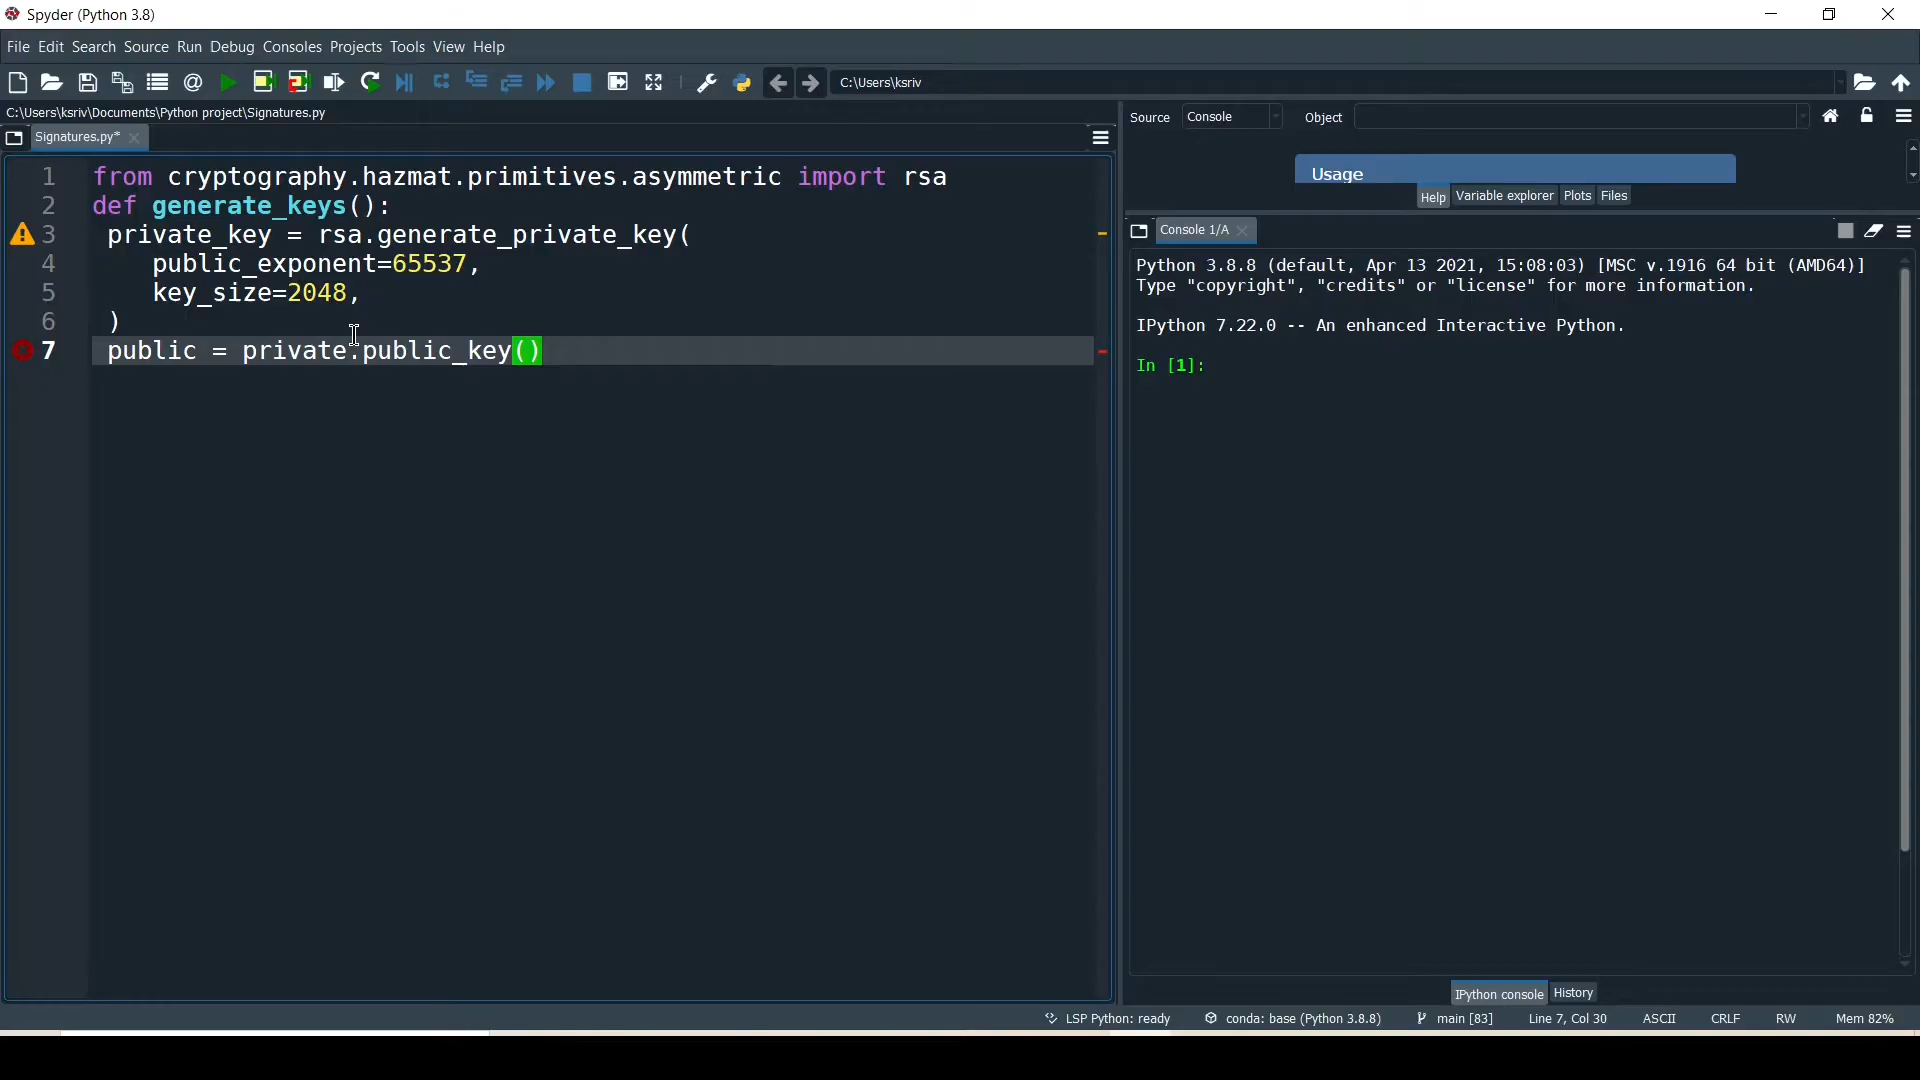 Spyder (Python 3.8)
File Edit Search Source Run Debug Consoles Projects Tools View Help
C:\Users\ksriv
C:\Users\ksriv\Documents\Python project\Signatures.py
Signatures.py*
1 from cryptography.hazmat.primitives.asymmetric import rsa
2 def generate_keys():
3 private_key = rsa.generate_private_key(
4 public_exponent=65537,
5 key_size=2048,
6 )
7 public = private.public_key()
Source Console Object
Usage
Help Variable explorer Plots Files
Console 1/A
Python 3.8.8 (default, Apr 13 2021, 15:08:03) [MSC v.1916 64 bit (AMD64)]
Type "copyright", "credits" or "license" for more information.
IPython 7.22.0 -- An enhanced Interactive Python.
In [1]:
IPython console History
LSP Python: ready conda: base (Python 3.8.8) main [83] Line 7, Col 30 ASCII CRLF RW Mem 82%